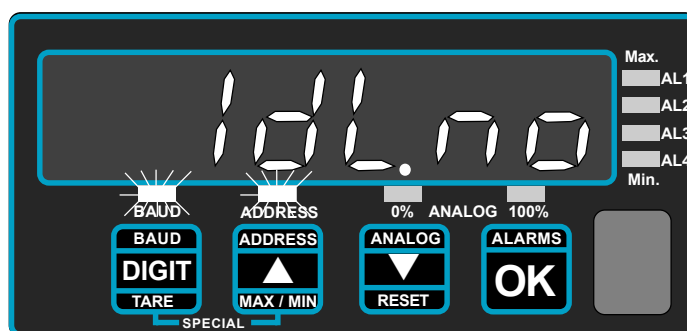 Max.
1dL.no
AL1
AL2
AL3
AL4
Min.
BAUD ADDRESS 0% ANALOG 100%
BAUD ADDRESS ANALOG ALARMS
DIGIT OK
TARE MAX / MIN RESET
SPECIAL